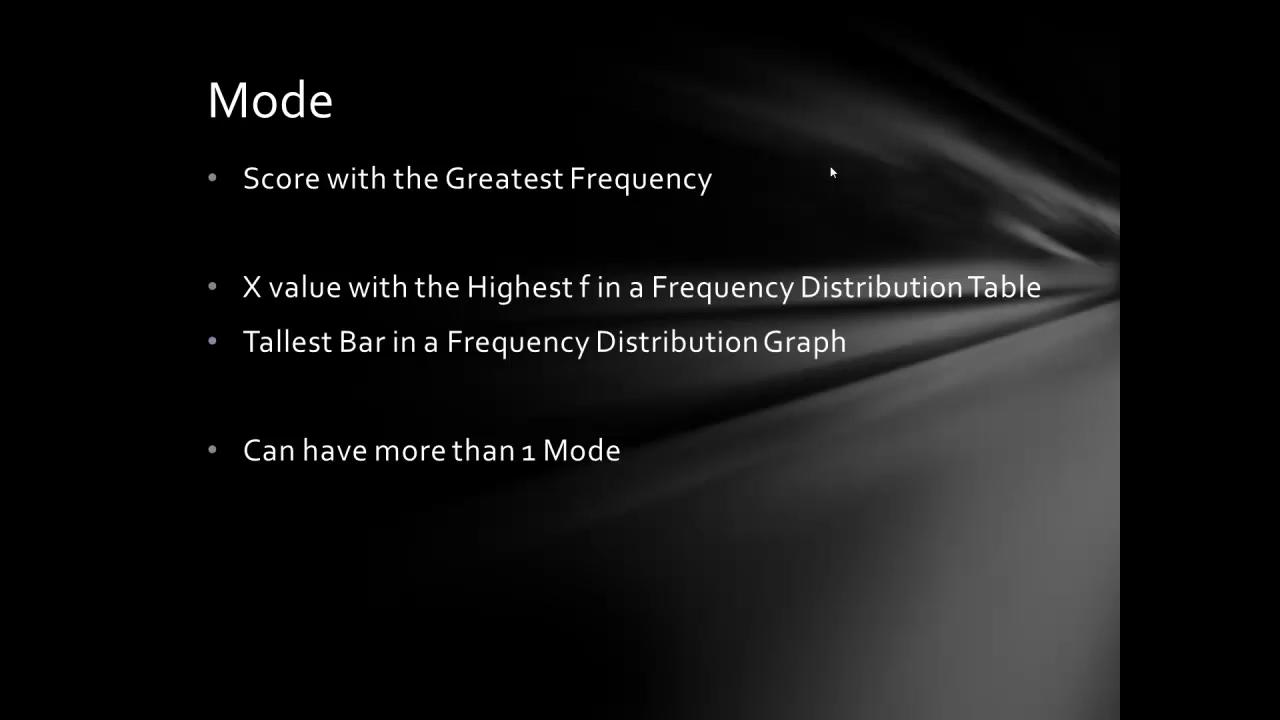 Mode
• Score with the Greatest Frequency
• X value with the Highest f in a Frequency Distribution Table
• Tallest Bar in a Frequency Distribution Graph
• Can have more than 1 Mode